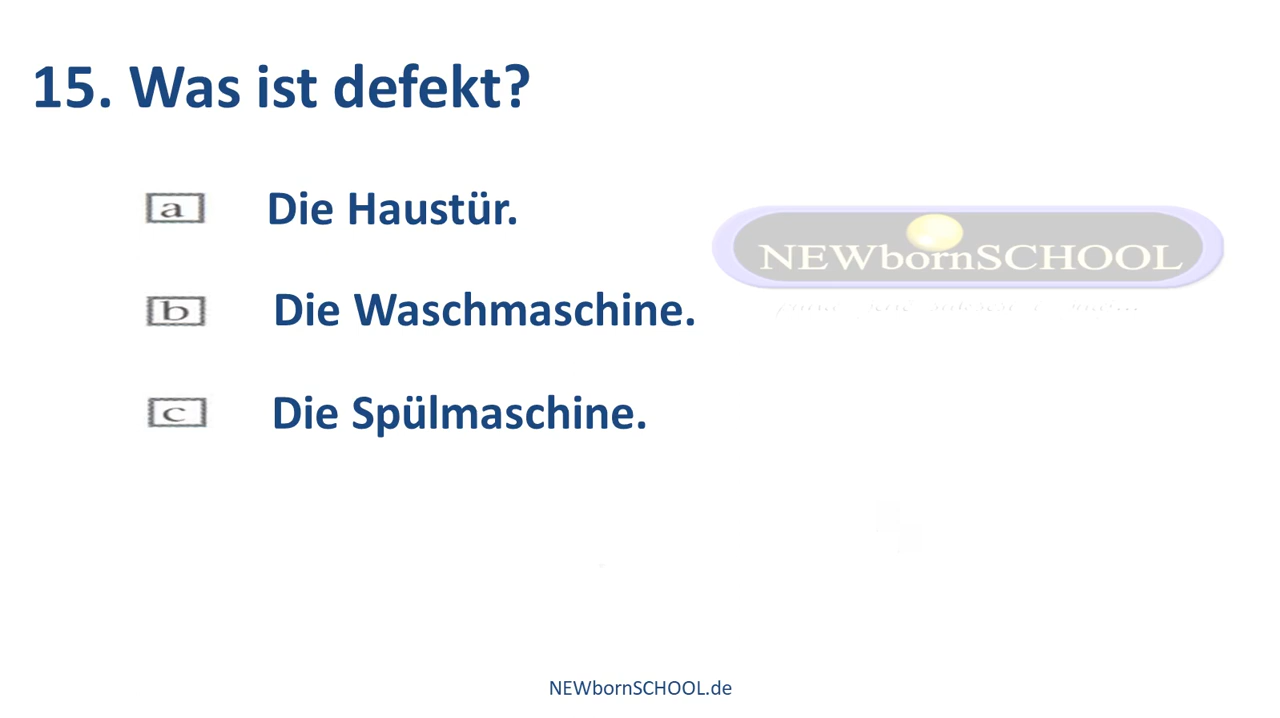 15. Was ist defekt?
a Die Haustür.
NEWbornSCHOOL
b Die Waschmaschine.
c Die Spülmaschine.
NEWbornSCHOOL.de